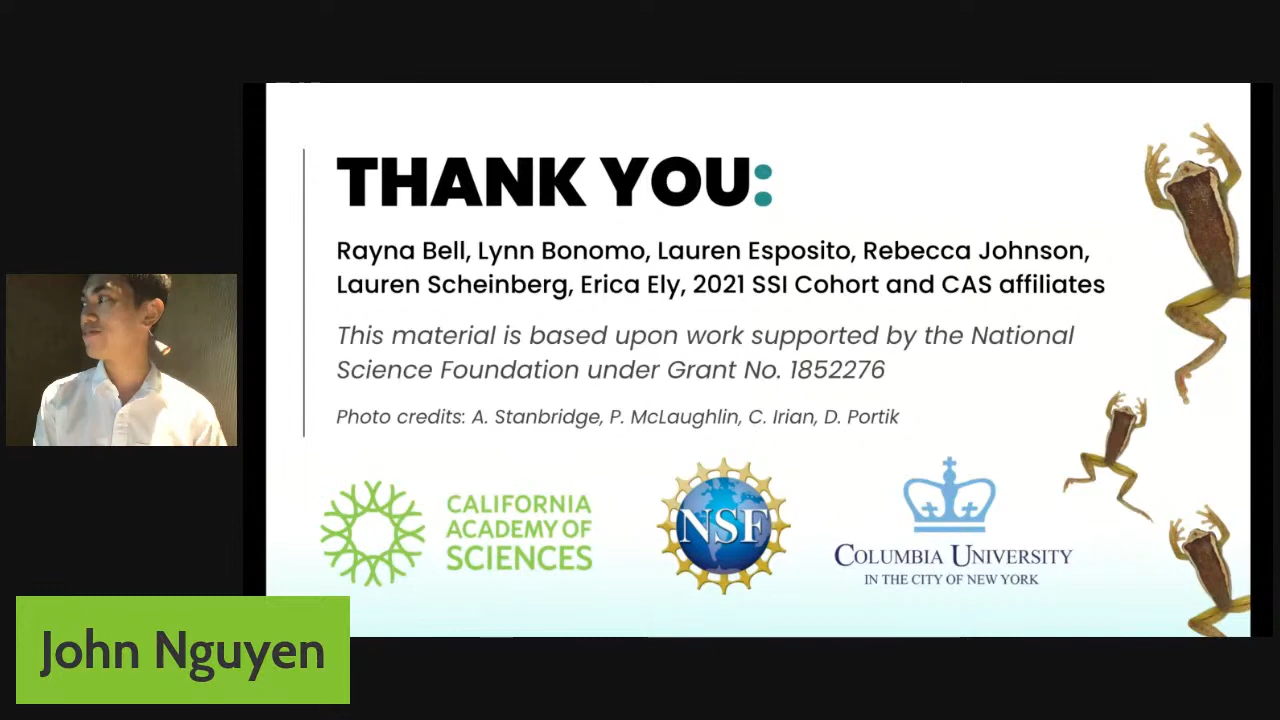 THANK YOU:
Rayna Bell, Lynn Bonomo, Lauren Esposito, Rebecca Johnson,
Lauren Scheinberg, Erica Ely, 2021 SSI Cohort and CAS affiliates
This material is based upon work supported by the National
Science Foundation under Grant No. 1852276
Photo credits: A. Stanbridge, P. McLaughlin, C. Irian, D. Portik
CALIFORNIA
ACADEMY OF
SCIENCES
NSF
COLUMBIA UNIVERSITY
IN THE CITY OF NEW YORK
John Nguyen